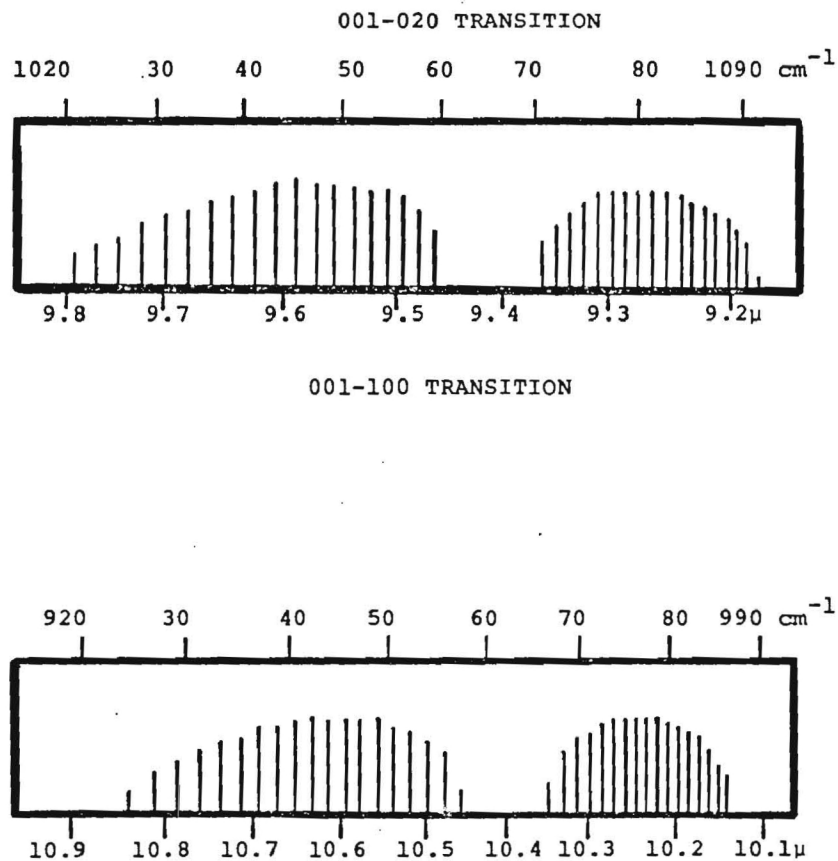 001-020 TRANSITION
1020 30 40 50 60 70 80 1090 cm-1
9.8 9.7 9.6 9.5 9.4 9.3 9.2μ
001-100 TRANSITION
920 30 40 50 60 70 80 990 cm-1
10.9 10.8 10.7 10.6 10.5 10.4 10.3 10.2 10.1μ